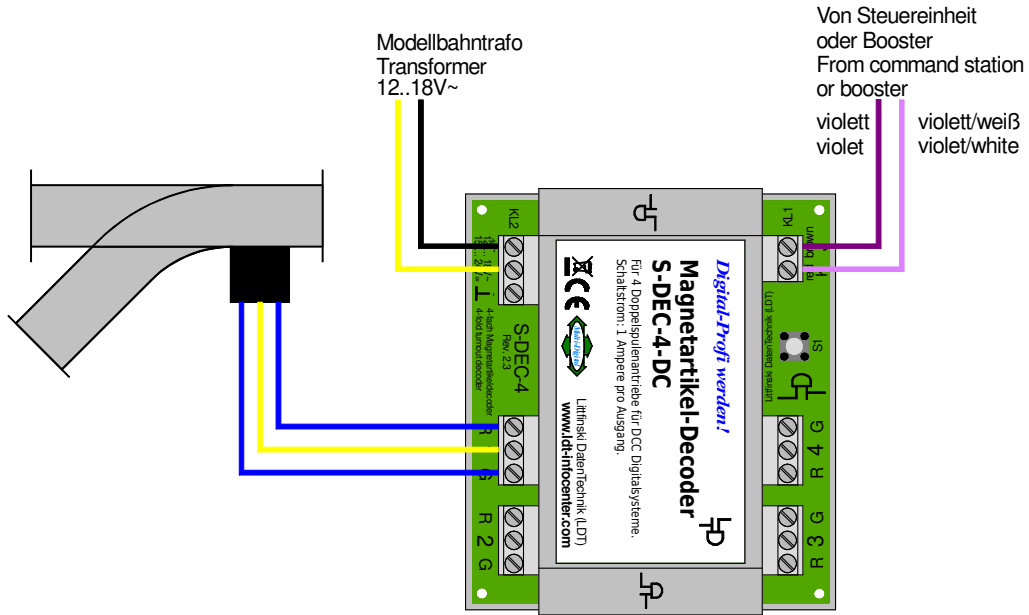 Modellbahntrafo
Transformer
12..18V~
Von Steuereinheit
oder Booster
From command station
or booster
violett
violet
violett/weiß
violet/white
KL2
KL1
brown
S-DEC-4
Rev. 2.3
4-fach Magnetartikeldecoder
4-fold turnout decoder
Digital-Profi werden!
Magnetartikel-Decoder
S-DEC-4-DC
Für 4 Doppelspulenantriebe für DCC Digitalsysteme.
Schaltstrom: 1 Ampere pro Ausgang.
Multi-Digital
Littfinski DatenTechnik (LDT)
www.ldt-infocenter.com
Littfinski DatenTechnik (LDT)
S1
R
G
R 2 G
R 4 G
R 3 G